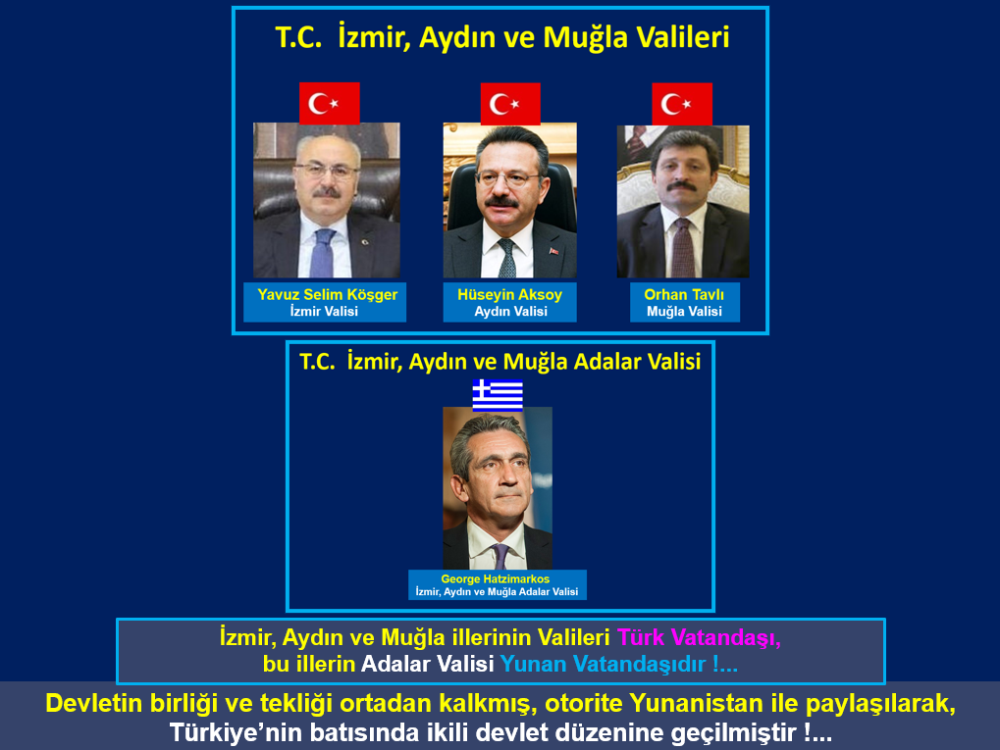 T.C. İzmir, Aydın ve Muğla Valileri
Yavuz Selim Köşger
İzmir Valisi
Hüseyin Aksoy
Aydın Valisi
Orhan Tavlı
Muğla Valisi
T.C. İzmir, Aydın ve Muğla Adalar Valisi
George Hatzimarkos
İzmir, Aydın ve Muğla Adalar Valisi
İzmir, Aydın ve Muğla illerinin Valileri Türk Vatandaşı,
bu illerin Adalar Valisi Yunan Vatandaşıdır !...
Devletin birliği ve tekliği ortadan kalkmış, otorite Yunanistan ile paylaşılarak,
Türkiye’nin batısında ikili devlet düzenine geçilmiştir !...